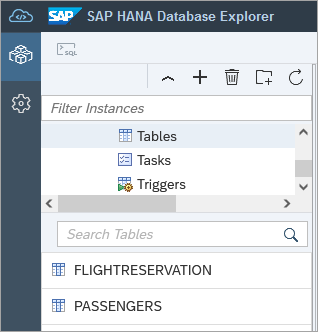 SAP SAP HANA Database Explorer
SQL
Filter Instances
Tables
Tasks
Triggers
Search Tables
FLIGHTRESERVATION
PASSENGERS